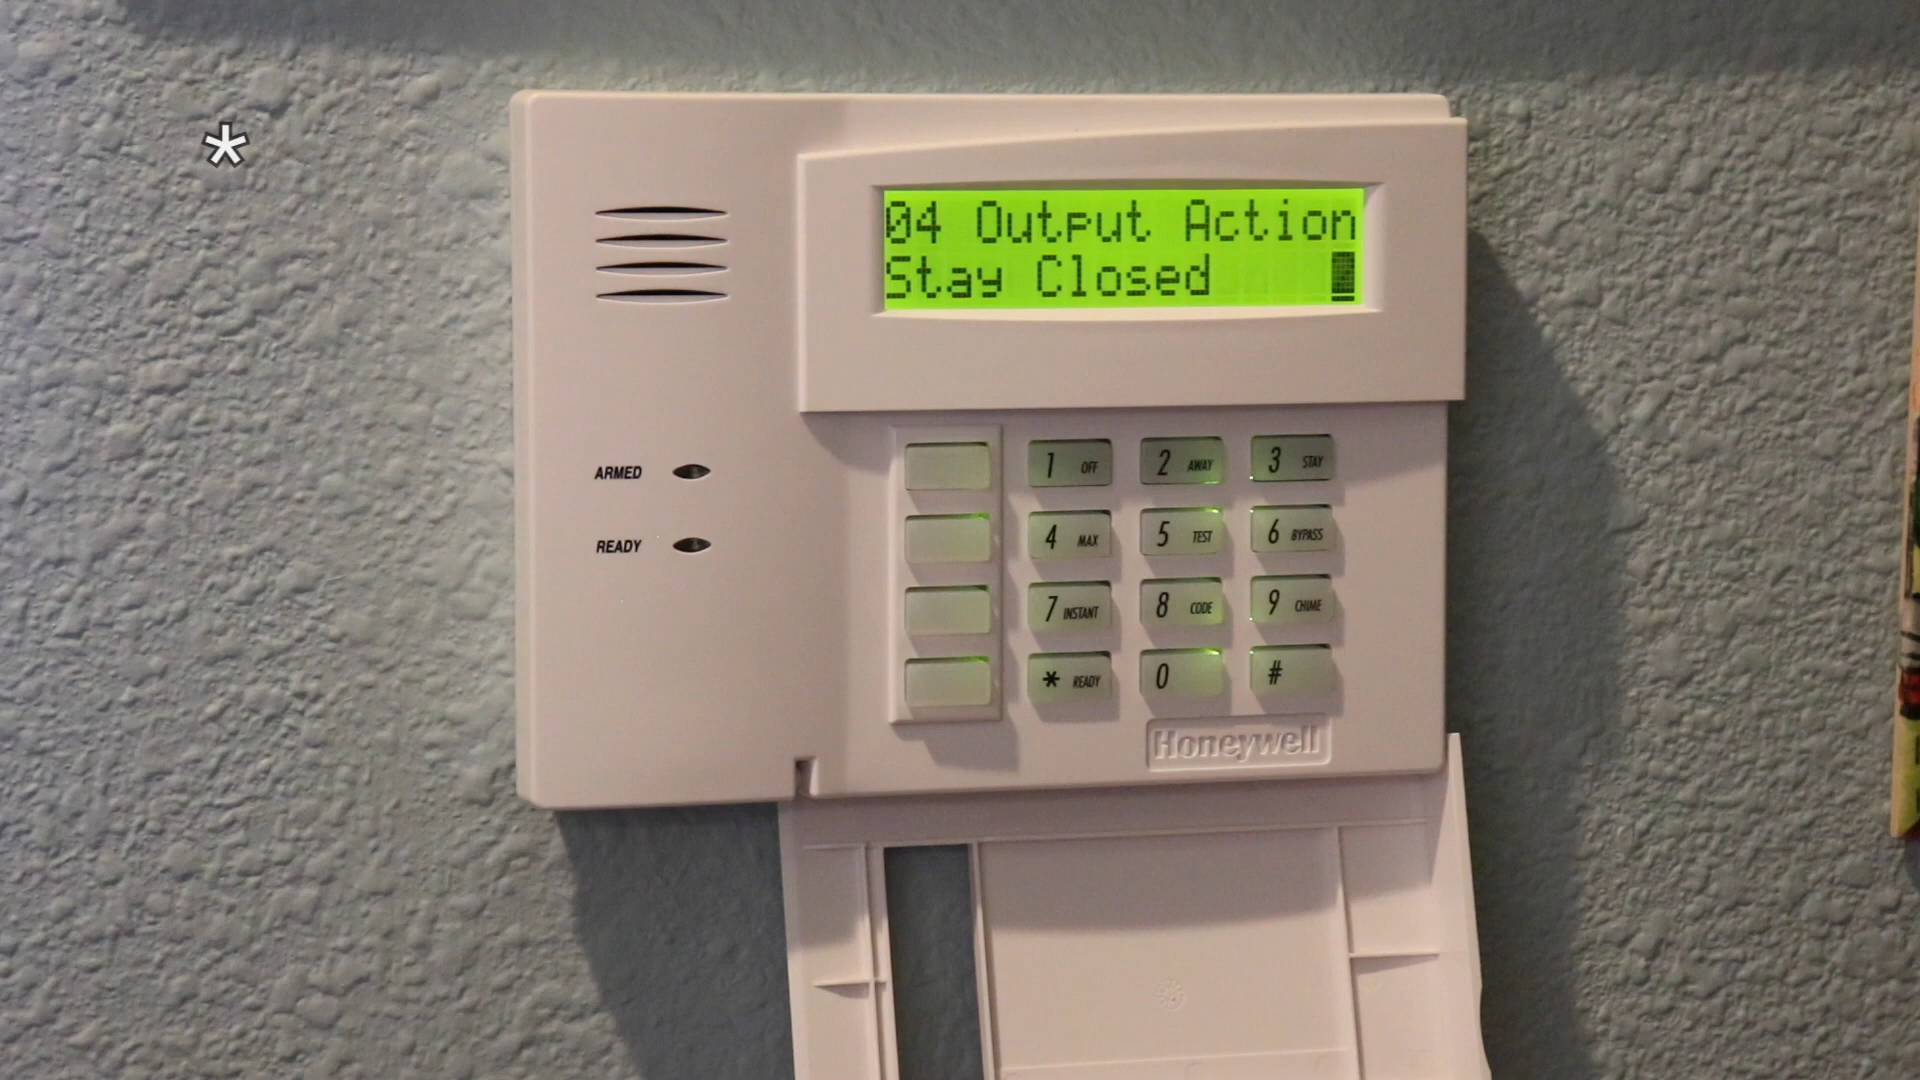 *
04 Output Action
Stay Closed
ARMED
READY
1 OFF
2 AWAY
3 STAY
4 MAX
5 TEST
6 BYPASS
7 INSTANT
8 CODE
9 CHIME
* READY
0
#
Honeywell